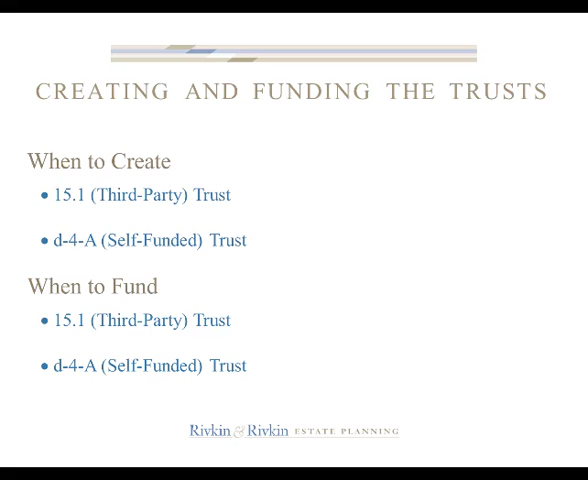 CREATING AND FUNDING THE TRUSTS
When to Create
• 15.1 (Third-Party) Trust
• d-4-A (Self-Funded) Trust
When to Fund
• 15.1 (Third-Party) Trust
• d-4-A (Self-Funded) Trust
Rivkin & Rivkin ESTATE PLANNING